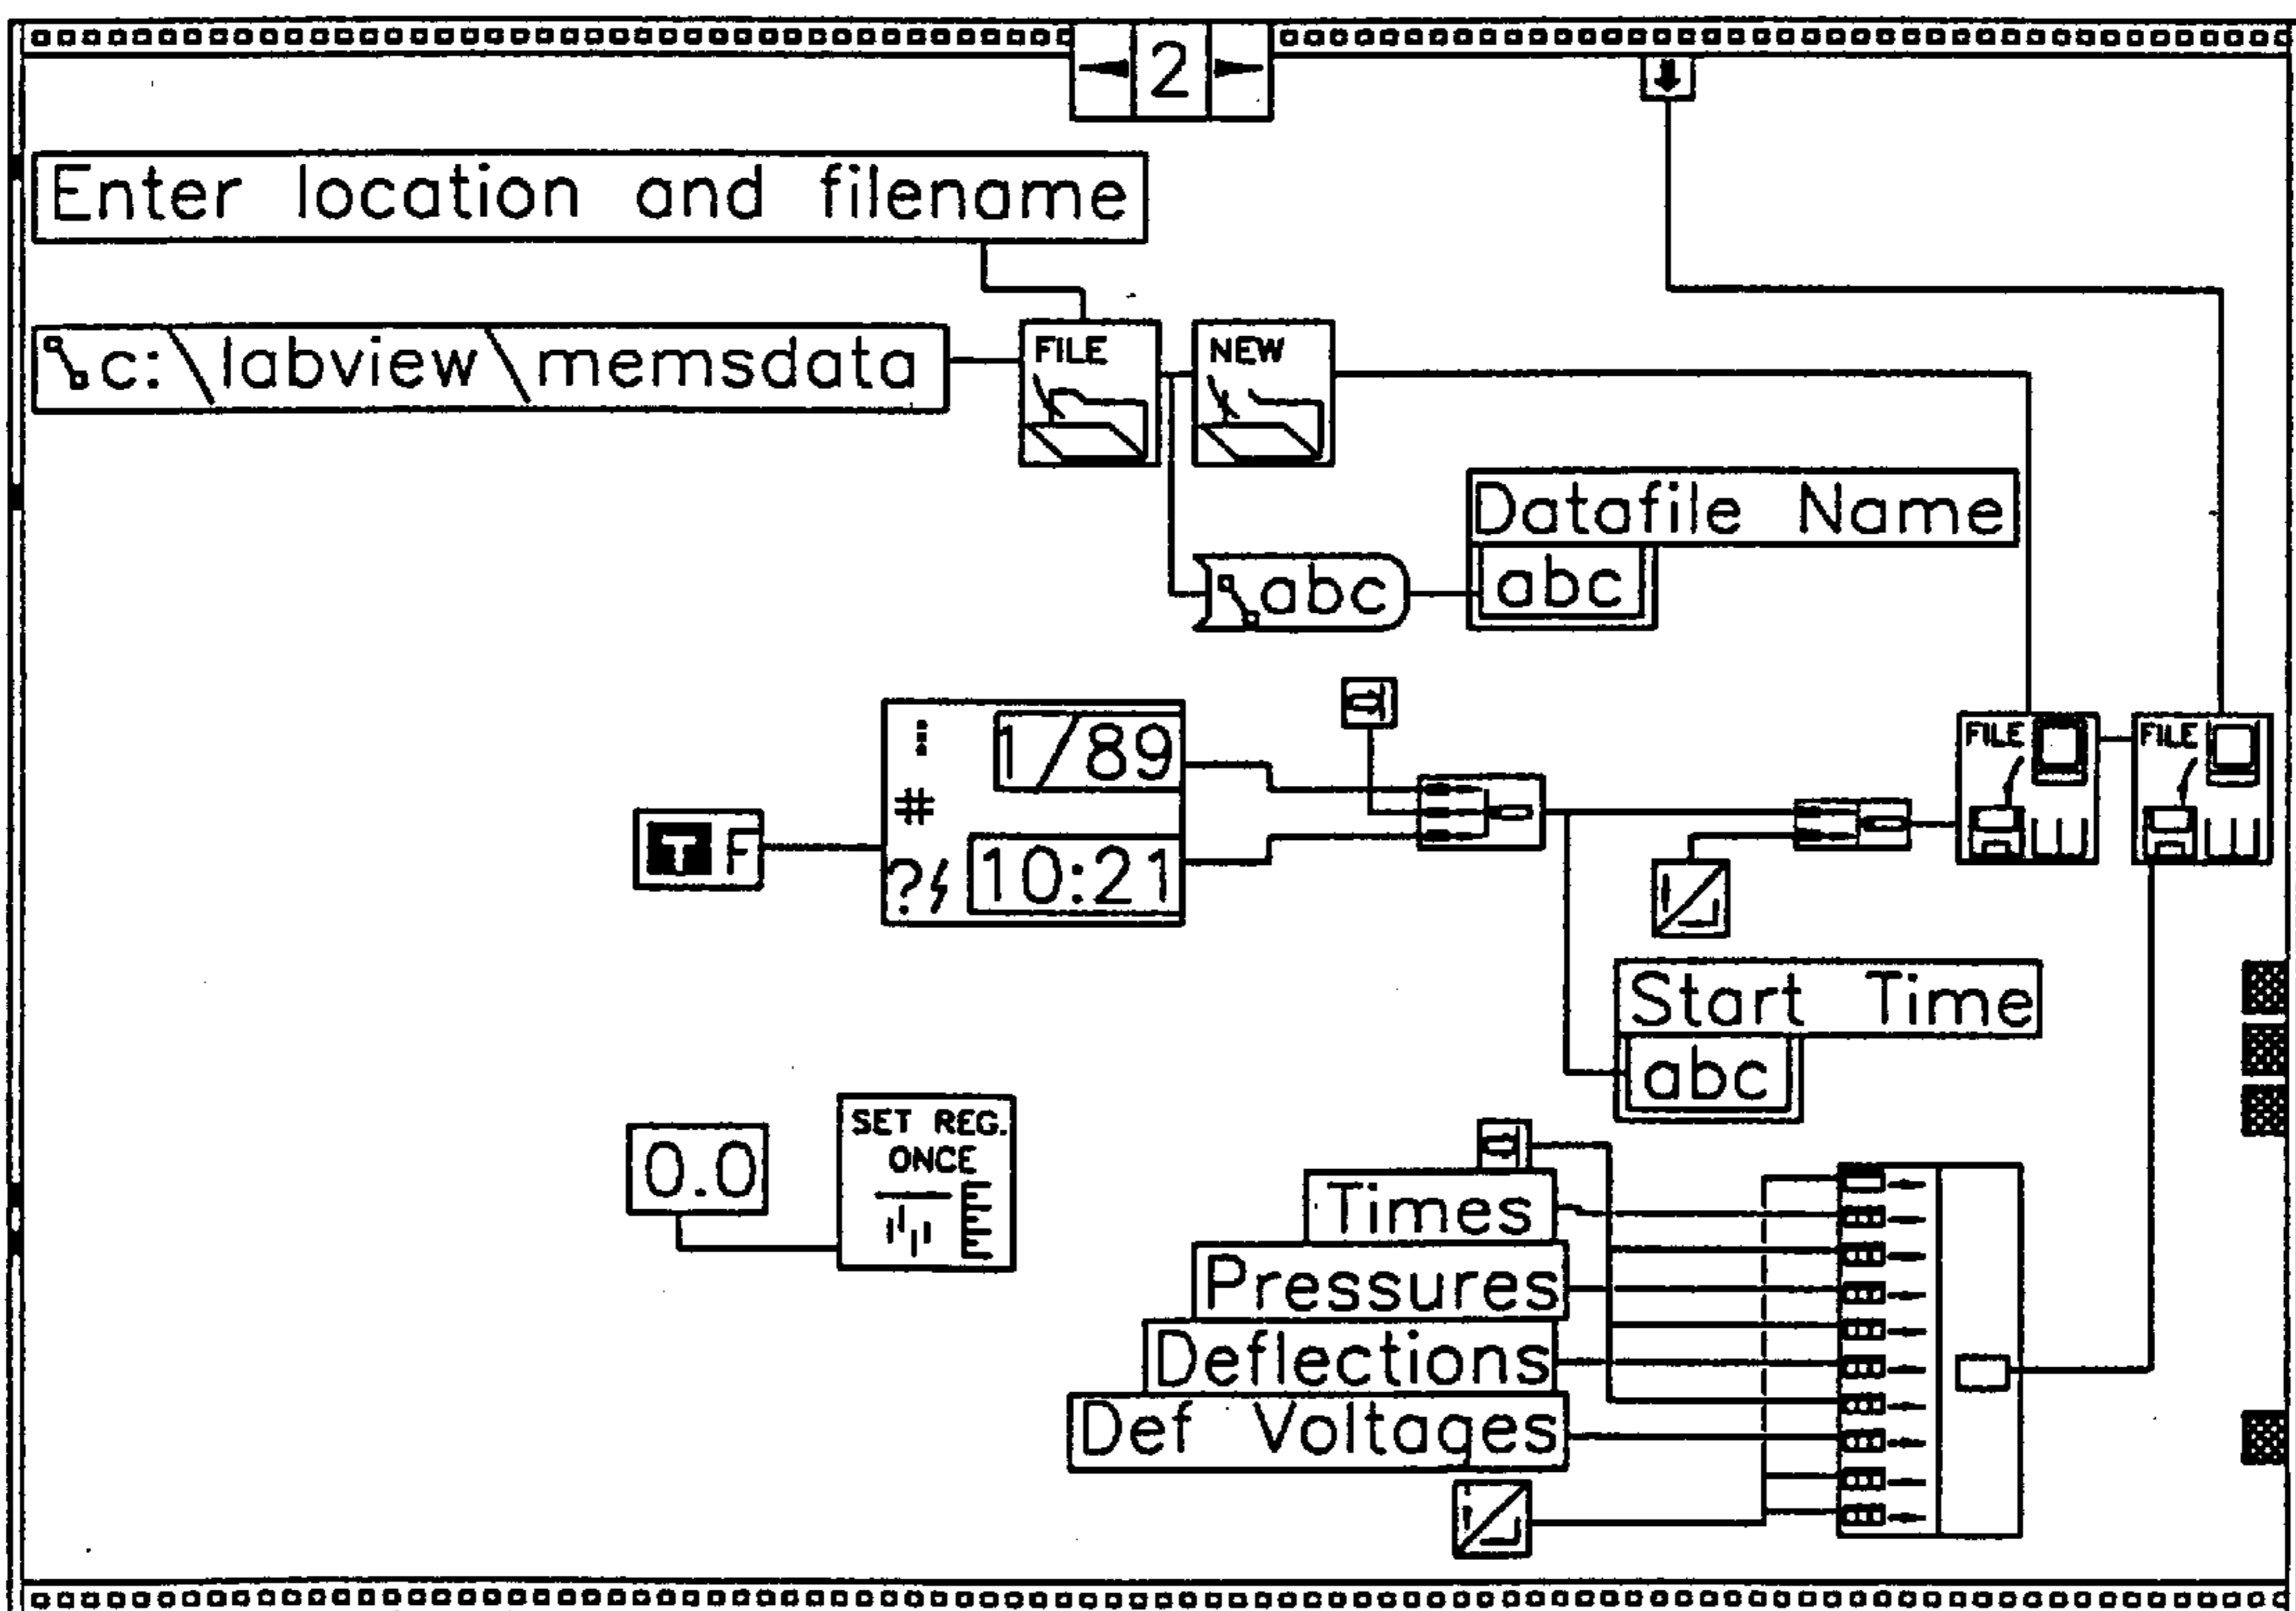 2
Enter location and filename
c:\labview\memsdata
FILE
NEW
Datafile Name
abc
abc
1/89
#
?
10:21
T F
FILE
FILE
Start Time
abc
SET REG.
ONCE
0.0
Times
Pressures
Deflections
Def Voltages